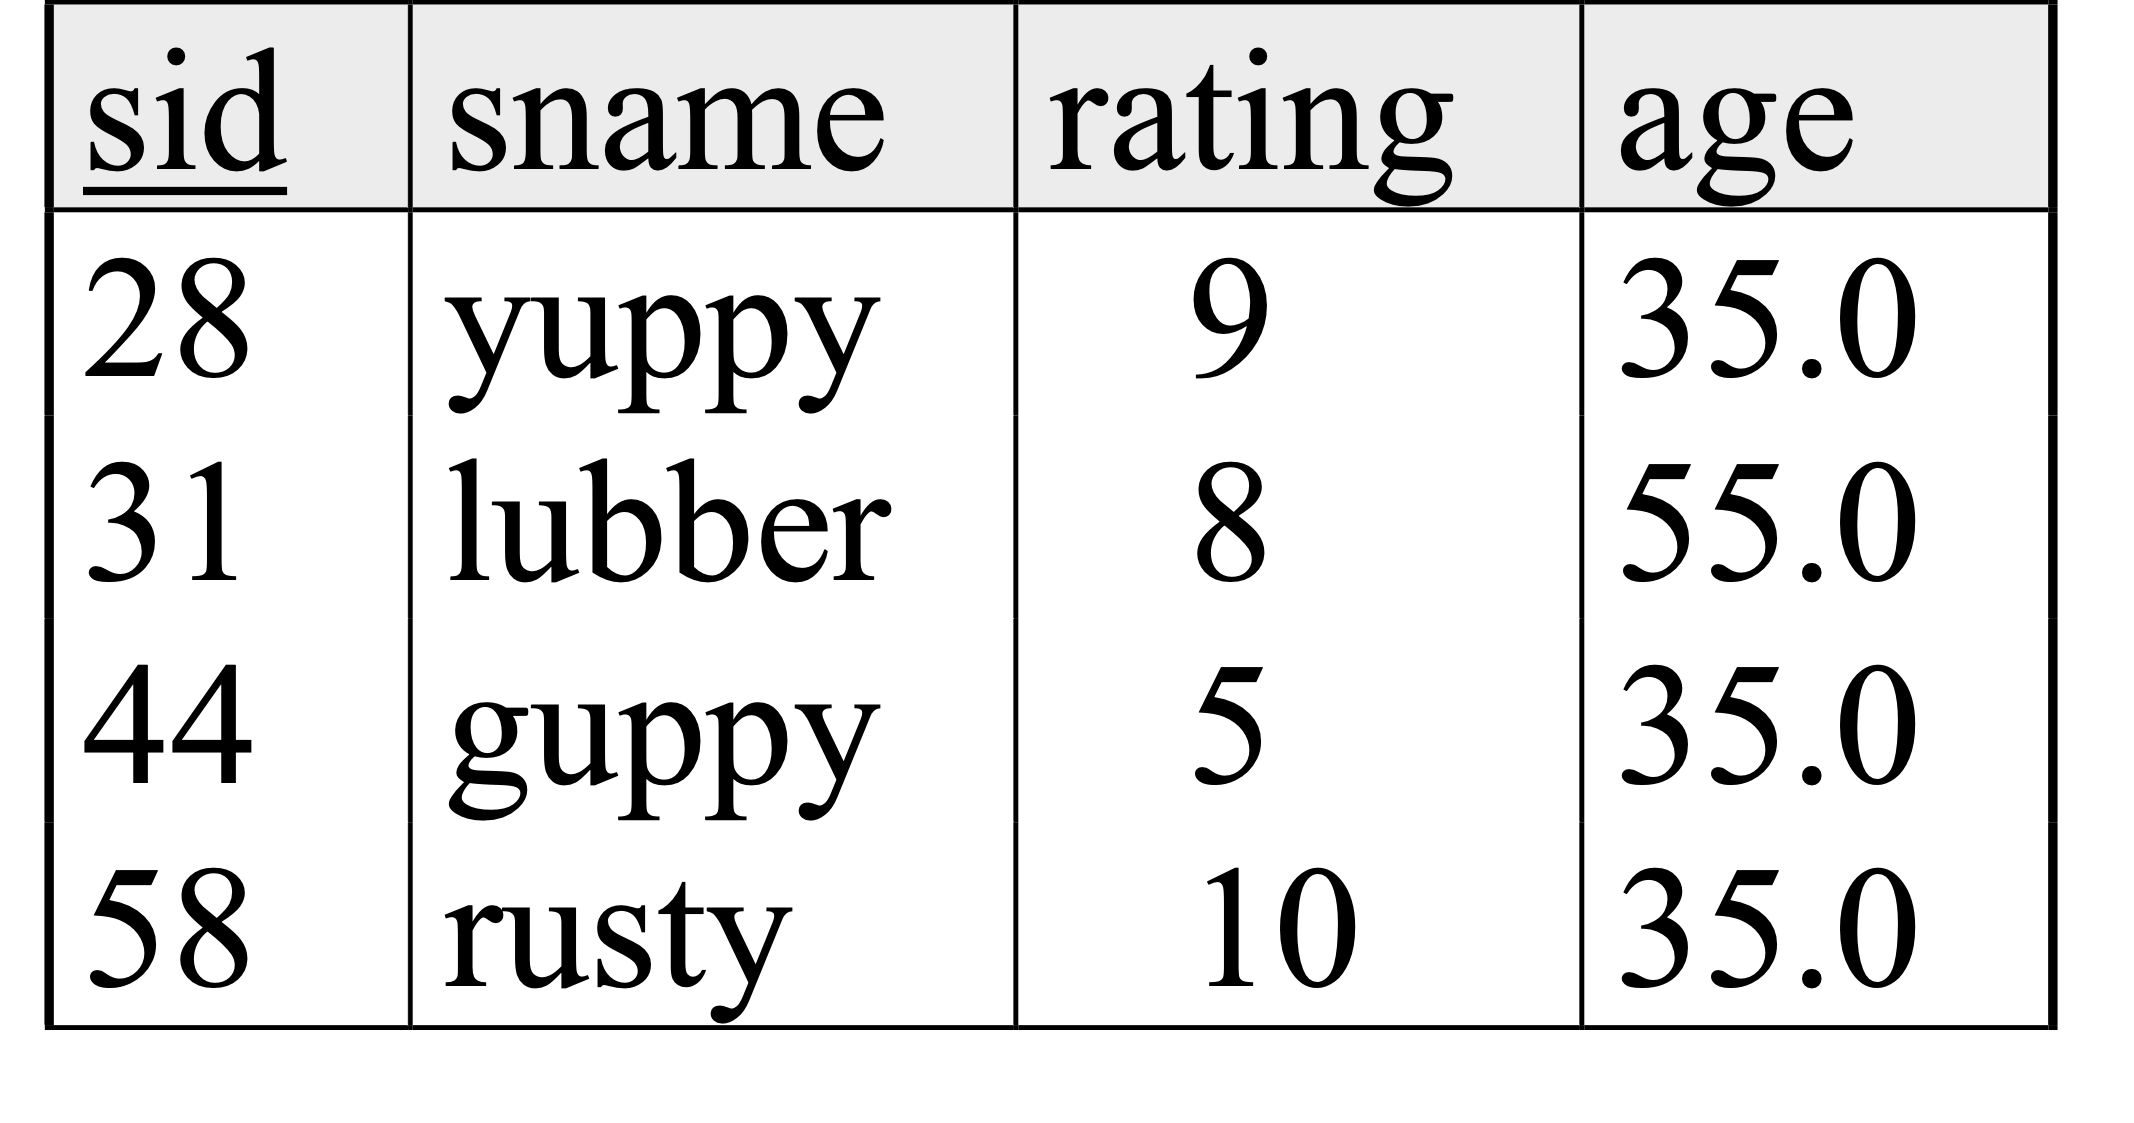 sid sname rating age
28 yuppy 9 35.0
31 lubber 8 55.0
44 guppy 5 35.0
58 rusty 10 35.0